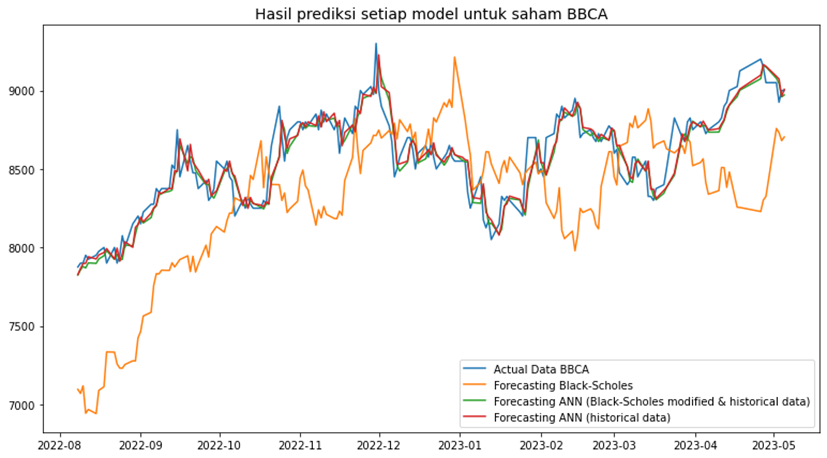 Hasil prediksi setiap model untuk saham BBCA
9000
8500
8000
7500
7000
Actual Data BBCA
Forecasting Black-Scholes
Forecasting ANN (Black-Scholes modified & historical data)
Forecasting ANN (historical data)
2022-08 2022-09 2022-10 2022-11 2022-12 2023-01 2023-02 2023-03 2023-04 2023-05